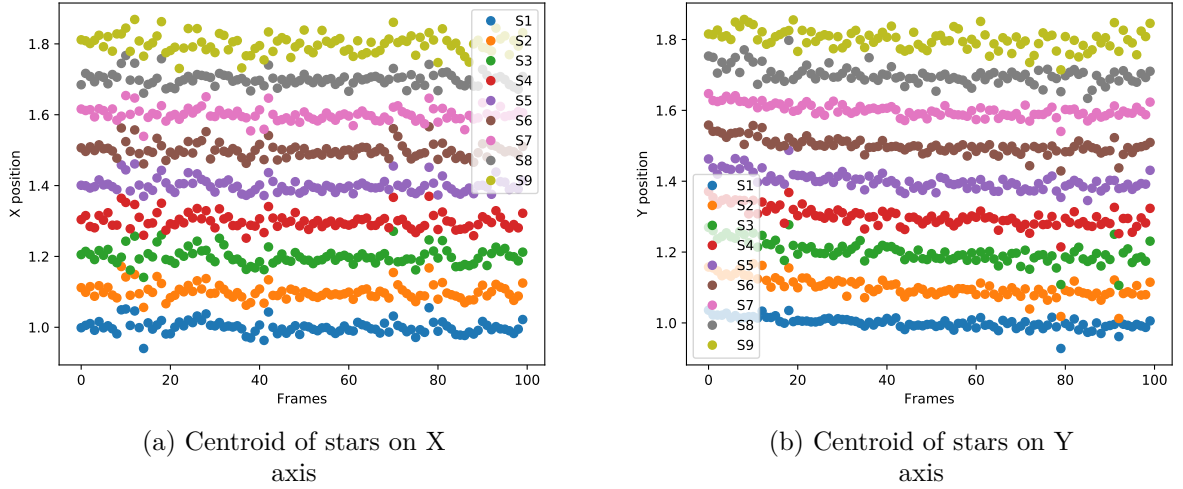 1.8
1.6
1.4
1.2
1.0
X position
0 20 40 60 80 100
Frames
S1
S2
S3
S4
S5
S6
S7
S8
S9
(a) Centroid of stars on X
axis
1.8
1.6
1.4
1.2
1.0
Y position
0 20 40 60 80 100
Frames
S1
S2
S3
S4
S5
S6
S7
S8
S9
(b) Centroid of stars on Y
axis